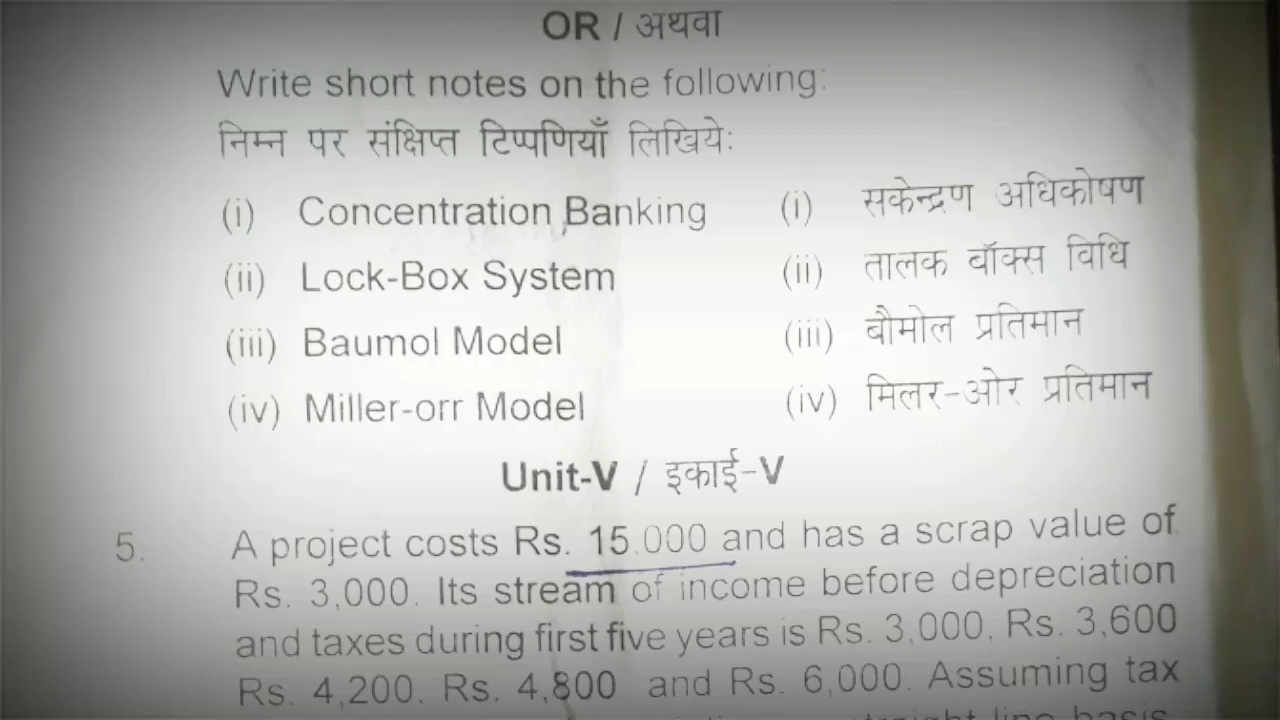 OR / अथवा
Write short notes on the following:
निम्न पर संक्षिप्त टिप्पणियाँ लिखिये:
(i) Concentration Banking (i) सकेन्द्रण अधिकोषण
(ii) Lock-Box System (ii) तालक वॉक्स विधि
(iii) Baumol Model (iii) बौमोल प्रतिमान
(iv) Miller-orr Model (iv) मिलर-ओर प्रतिमान
Unit-V / इकाई-V
5. A project costs Rs. 15.000 and has a scrap value of
Rs. 3,000. Its stream of income before depreciation
and taxes during first five years is Rs. 3,000, Rs. 3,600
Rs. 4,200, Rs. 4,800 and Rs. 6,000. Assuming tax
straight line basis